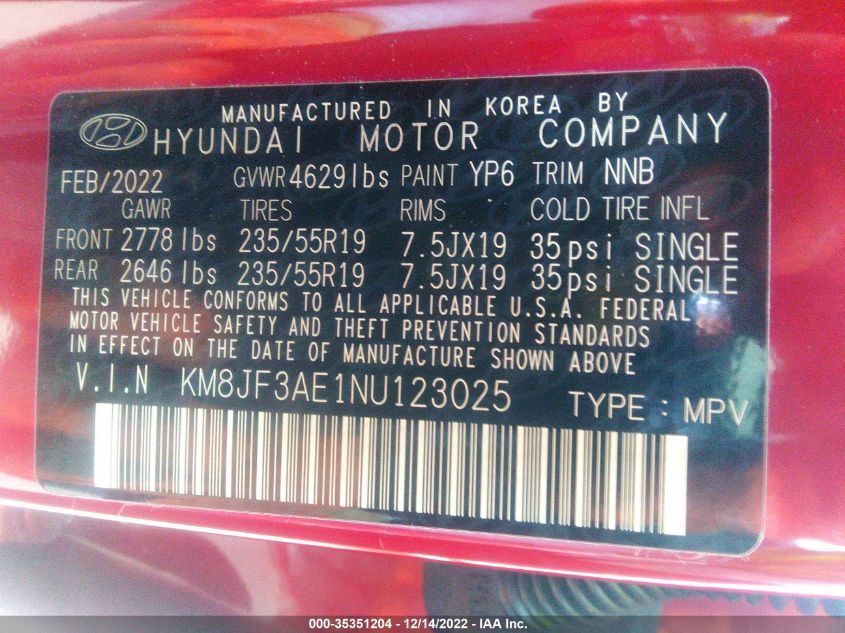 MANUFACTURED IN KOREA BY
HYUNDAI MOTOR COMPANY
FEB/2022 GVWR 4629lbs PAINT YP6 TRIM NNB
GAWR TIRES RIMS COLD TIRE INFL
FRONT 2778lbs 235/55R19 7.5JX19 35psi SINGLE
REAR 2646lbs 235/55R19 7.5JX19 35psi SINGLE
THIS VEHICLE CONFORMS TO ALL APPLICABLE U.S.A. FEDERAL
MOTOR VEHICLE SAFETY AND THEFT PREVENTION STANDARDS
IN EFFECT ON THE DATE OF MANUFACTURE SHOWN ABOVE
V.I.N KM8JF3AE1NU123025 TYPE : MPV
000-35351204 - 12/14/2022 - IAA Inc.